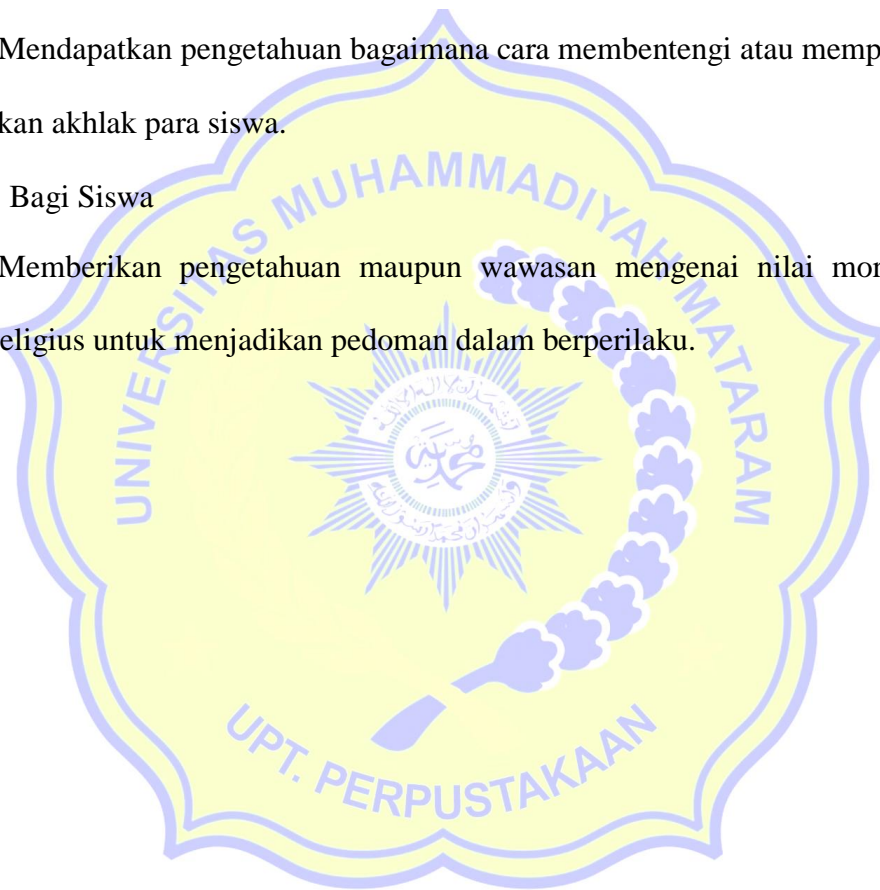 Mendapatkan pengetahuan bagaimana cara membentengi atau memp
kan akhlak para siswa.
Bagi Siswa
Memberikan pengetahuan maupun wawasan mengenai nilai mor
eligius untuk menjadikan pedoman dalam berperilaku.
UNIVERSITAS MUHAMMADIYAH MATARAM
محمدية
UPT. PERPUSTAKAAN